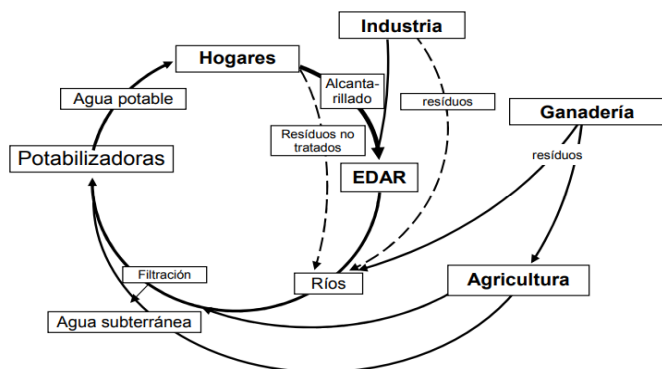 Industria
Hogares
Alcanta-
rillado
Agua potable
resíduos
Ganadería
Resíduos no
tratados
resíduos
Potabilizadoras
EDAR
Filtración
Ríos
Agricultura
Agua subterránea